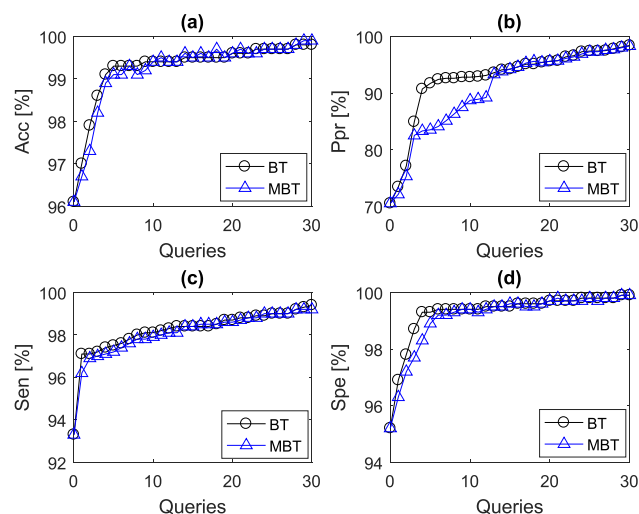 (a)
100
99
98
97
96
Acc [%]
0
10
20
30
Queries
BT
MBT
(b)
100
90
80
70
Ppr [%]
0
10
20
30
Queries
BT
MBT
(c)
100
98
96
94
92
Sen [%]
0
10
20
30
Queries
BT
MBT
(d)
100
98
96
94
Spe [%]
0
10
20
30
Queries
BT
MBT